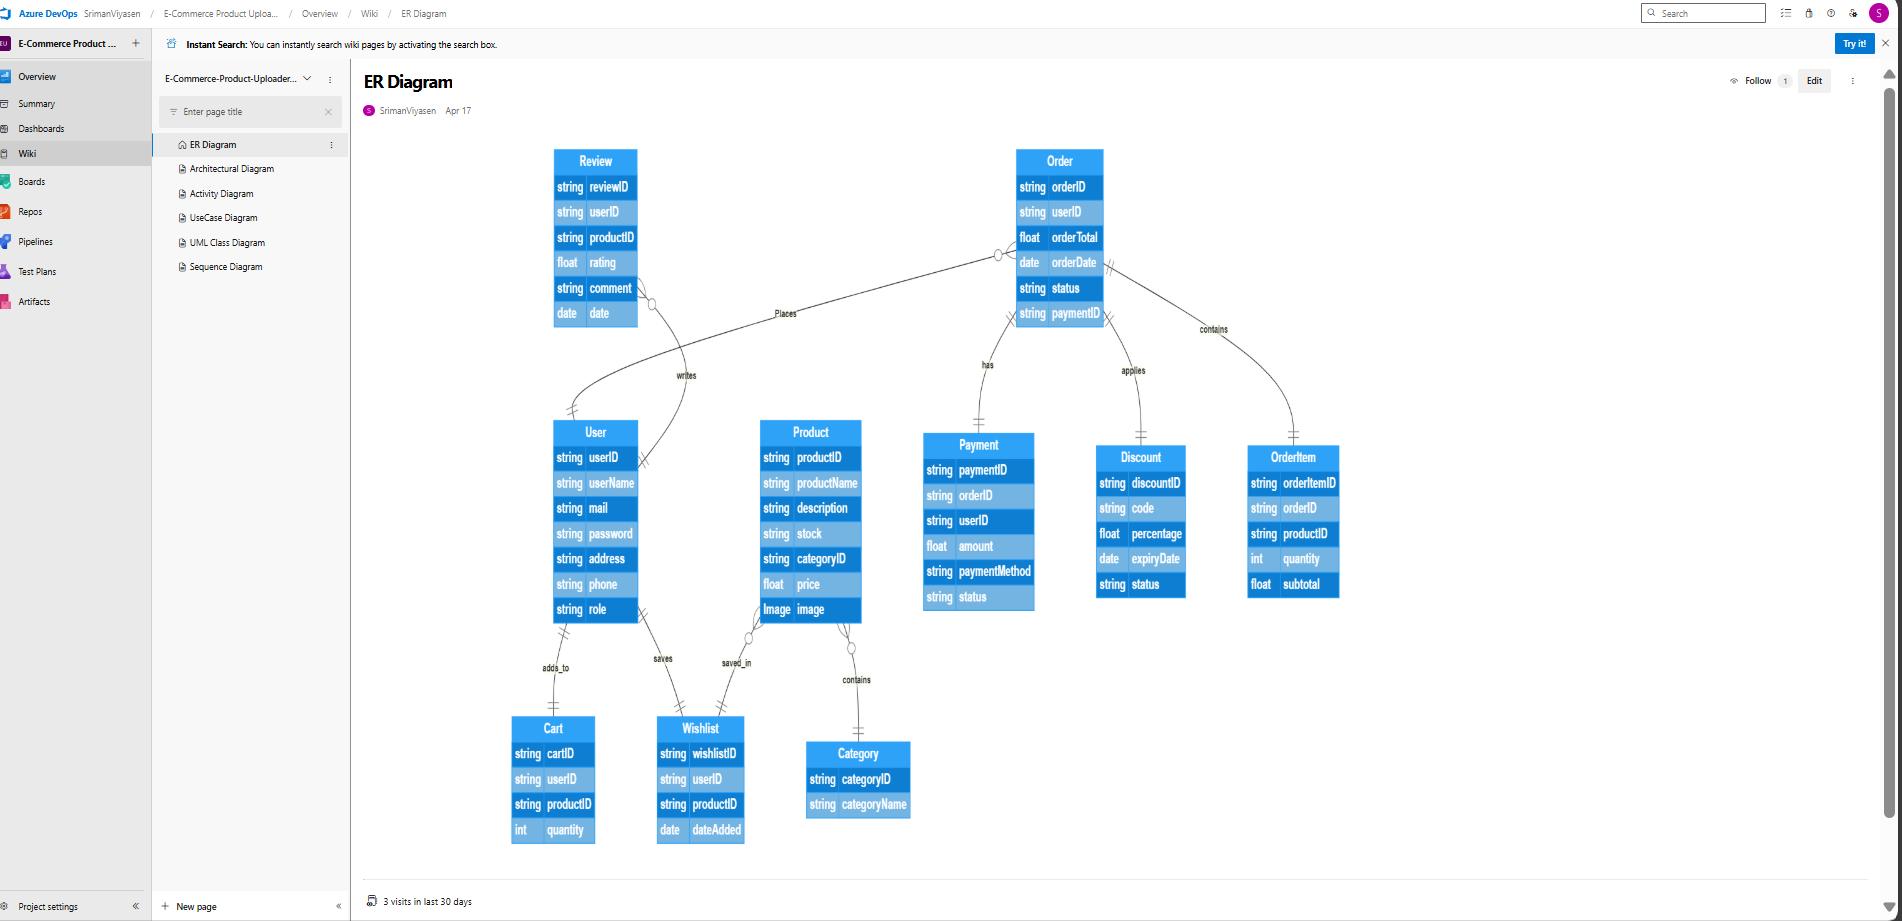 Azure DevOps SrimanViyasen / E-Commerce Product Uploa... / Overview / Wiki / ER Diagram
Search
S
EU E-Commerce Product ... +
Overview
Summary
Dashboards
Wiki
Boards
Repos
Pipelines
Test Plans
Artifacts
Project settings
Instant Search: You can instantly search wiki pages by activating the search box.
Try it!
E-Commerce-Product-Uploader...
Enter page title
ER Diagram
Architectural Diagram
Activity Diagram
UseCase Diagram
UML Class Diagram
Sequence Diagram
+ New page
ER Diagram
Follow 1 Edit
S SrimanViyasen Apr 17
Review
string reviewID
string userID
string productID
float rating
string comment
date date
Order
string orderID
string userID
float orderTotal
date orderDate
string status
string paymentID
Places
writes
has
applies
contains
User
string userID
string userName
string mail
string password
string address
string phone
string role
Product
string productID
string productName
string description
string stock
string categoryID
float price
Image image
Payment
string paymentID
string orderID
string userID
float amount
string paymentMethod
string status
Discount
string discountID
string code
float percentage
date expiryDate
string status
OrderItem
string orderItemID
string orderID
string productID
int quantity
float subtotal
adds_to
saves
saved_in
contains
Cart
string cartID
string userID
string productID
int quantity
Wishlist
string wishlistID
string userID
string productID
date dateAdded
Category
string categoryID
string categoryName
3 visits in last 30 days